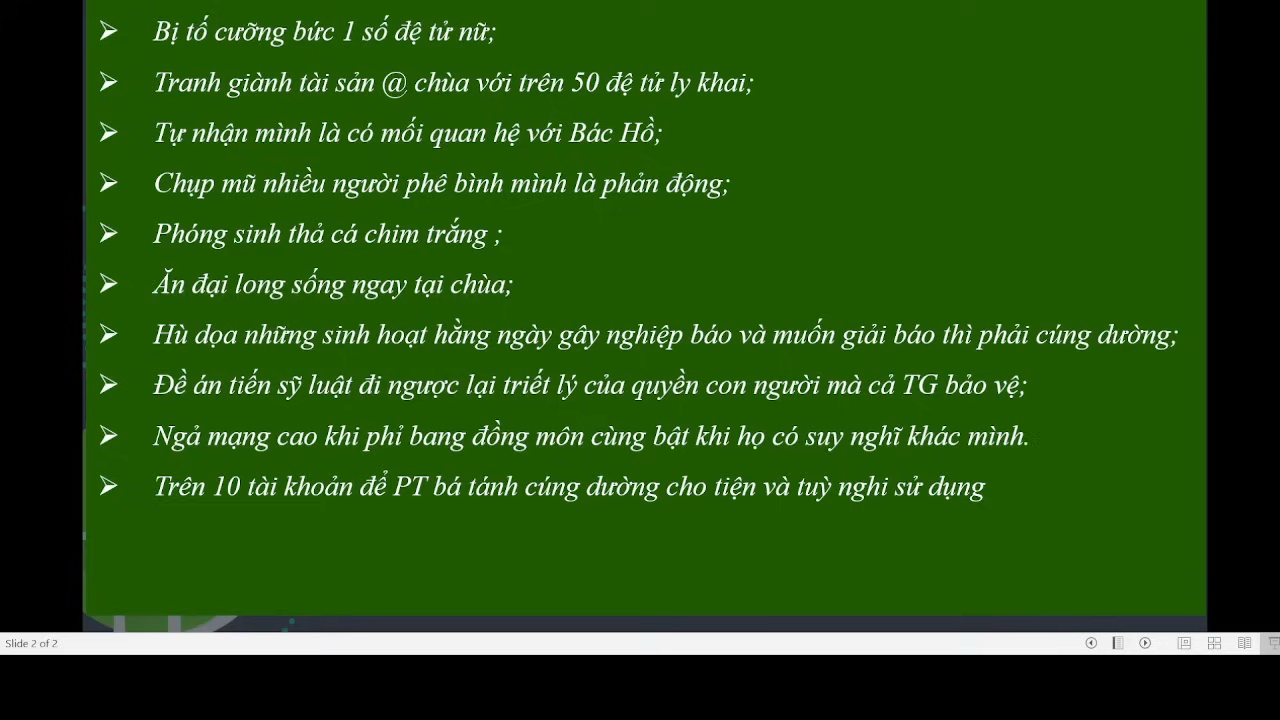 ➢ Bị tố cưỡng bức 1 số đệ tử nữ;
➢ Tranh giành tài sản @ chùa với trên 50 đệ tử ly khai;
➢ Tự nhận mình là có mối quan hệ với Bác Hồ;
➢ Chụp mũ nhiều người phê bình mình là phản động;
➢ Phóng sinh thả cá chim trắng ;
➢ Ăn đại long sống ngay tại chùa;
➢ Hù dọa những sinh hoạt hằng ngày gây nghiệp báo và muốn giải báo thì phải cúng dường;
➢ Đề án tiến sỹ luật đi ngược lại triết lý của quyền con người mà cả TG bảo vệ;
➢ Ngả mạng cao khi phỉ bang đồng môn cùng bật khi họ có suy nghĩ khác mình.
➢ Trên 10 tài khoản để PT bá tánh cúng dường cho tiện và tuỳ nghi sử dụng
Slide 2 of 2